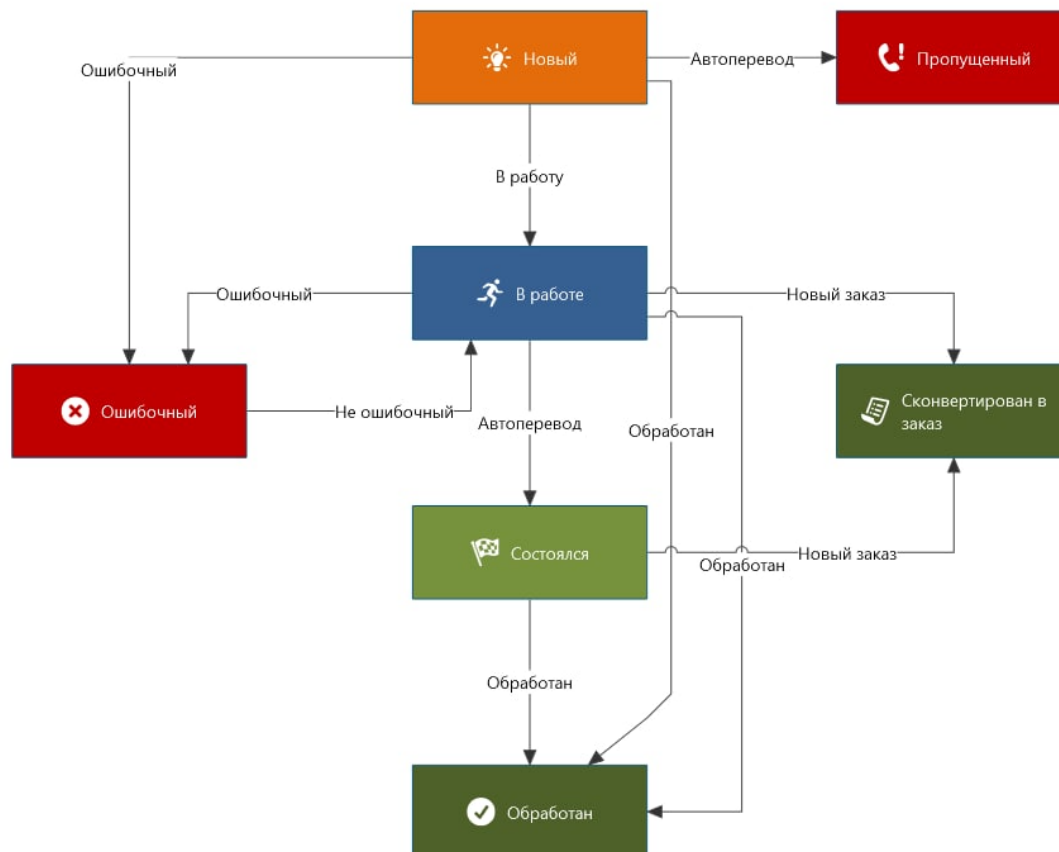 Новый
Автоперевод
Пропущенный
Ошибочный
В работу
В работе
Ошибочный
Новый заказ
Ошибочный
Не ошибочный
Автоперевод
Обработан
Сконвертирован в
заказ
Состоялся
Новый заказ
Обработан
Обработан
Обработан